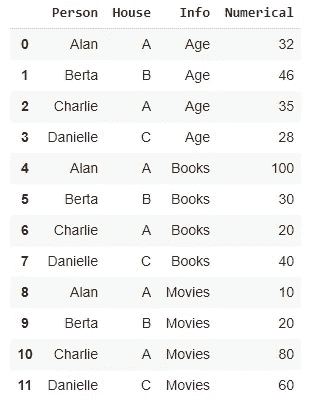 Person House Info Numerical
0 Alan A Age 32
1 Berta B Age 46
2 Charlie A Age 35
3 Danielle C Age 28
4 Alan A Books 100
5 Berta B Books 30
6 Charlie A Books 20
7 Danielle C Books 40
8 Alan A Movies 10
9 Berta B Movies 20
10 Charlie A Movies 80
11 Danielle C Movies 60